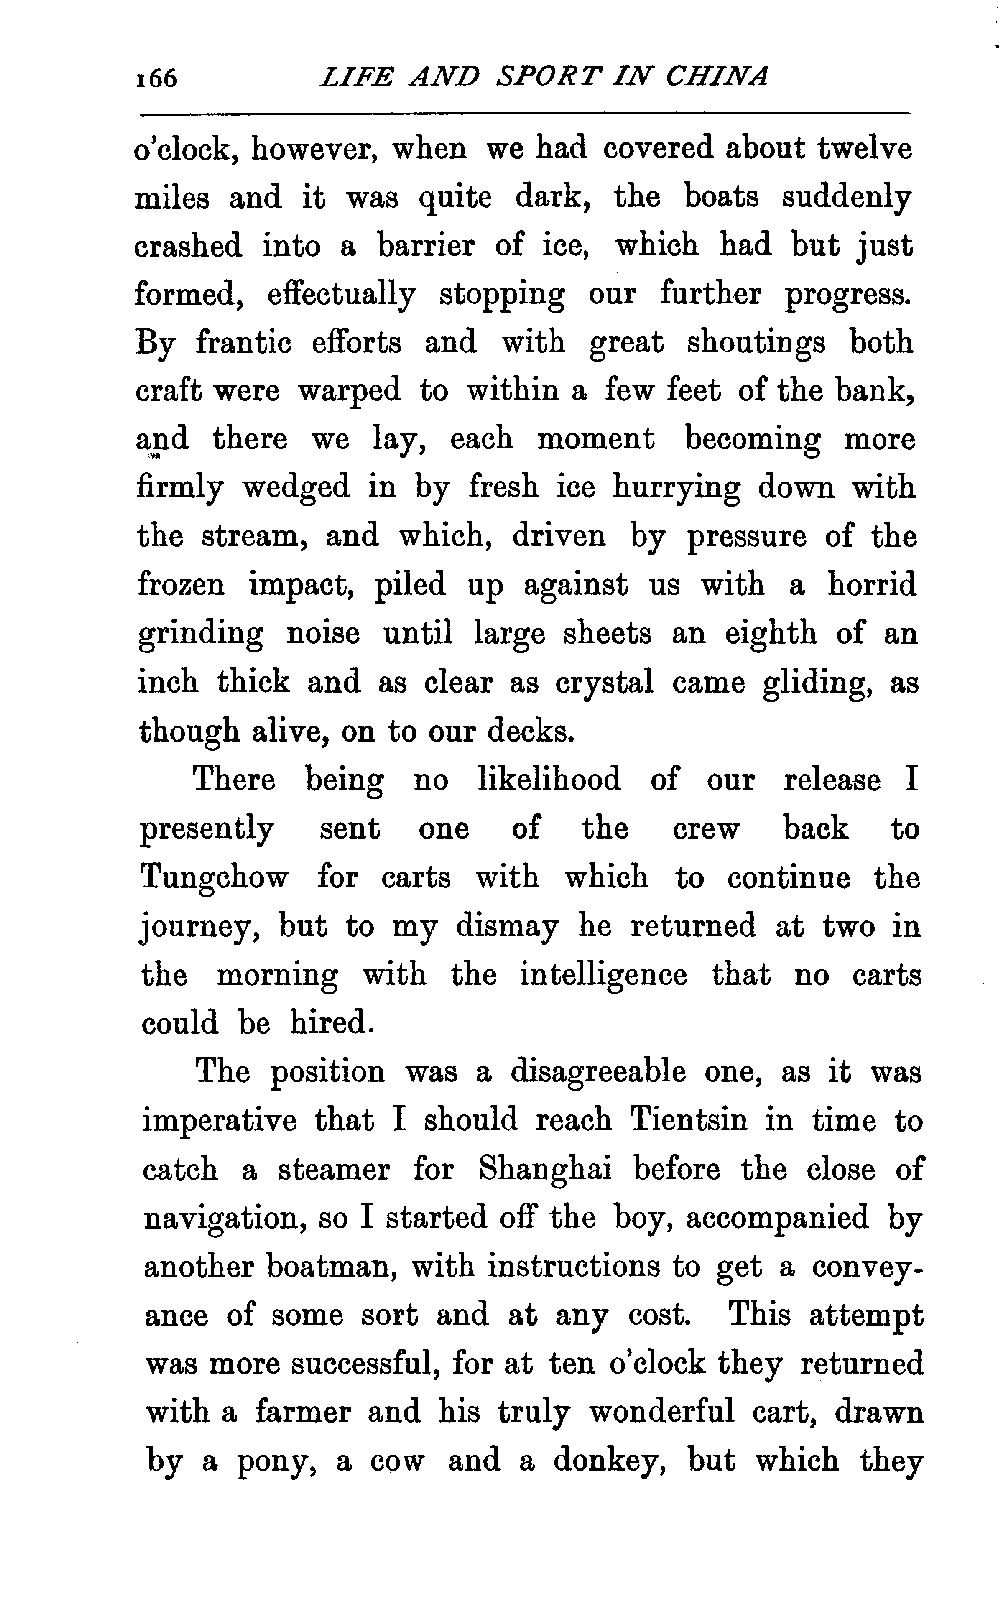 166 LIFE AND SPORT IN CHINA
o'clock, however, when we had covered about twelve
miles and it was quite dark, the boats suddenly
crashed into a barrier of ice, which had but just
formed, effectually stopping our further progress.
By frantic efforts and with great shoutings both
craft were warped to within a few feet of the bank,
and there we lay, each moment becoming more
firmly wedged in by fresh ice hurrying down with
the stream, and which, driven by pressure of the
frozen impact, piled up against us with a horrid
grinding noise until large sheets an eighth of an
inch thick and as clear as crystal came gliding, as
though alive, on to our decks.
There being no likelihood of our release I
presently sent one of the crew back to
Tungchow for carts with which to continue the
journey, but to my dismay he returned at two in
the morning with the intelligence that no carts
could be hired.
The position was a disagreeable one, as it was
imperative that I should reach Tientsin in time to
catch a steamer for Shanghai before the close of
navigation, so I started off the boy, accompanied by
another boatman, with instructions to get a convey-
ance of some sort and at any cost. This attempt
was more successful, for at ten o'clock they returned
with a farmer and his truly wonderful cart, drawn
by a pony, a cow and a donkey, but which they